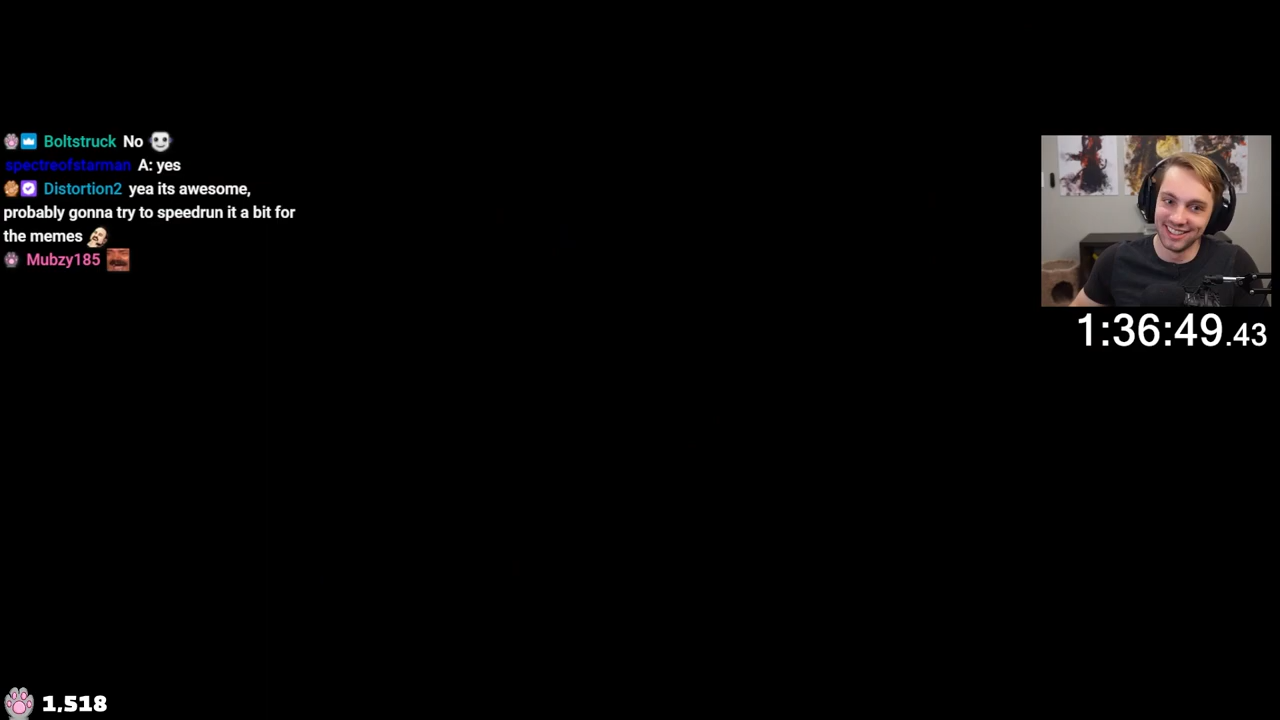 Boltstruck No
spectreofstarman A: yes
Distortion2 yea its awesome,
probably gonna try to speedrun it a bit for
the memes
Mubzy185
1:36:49.43
1,518